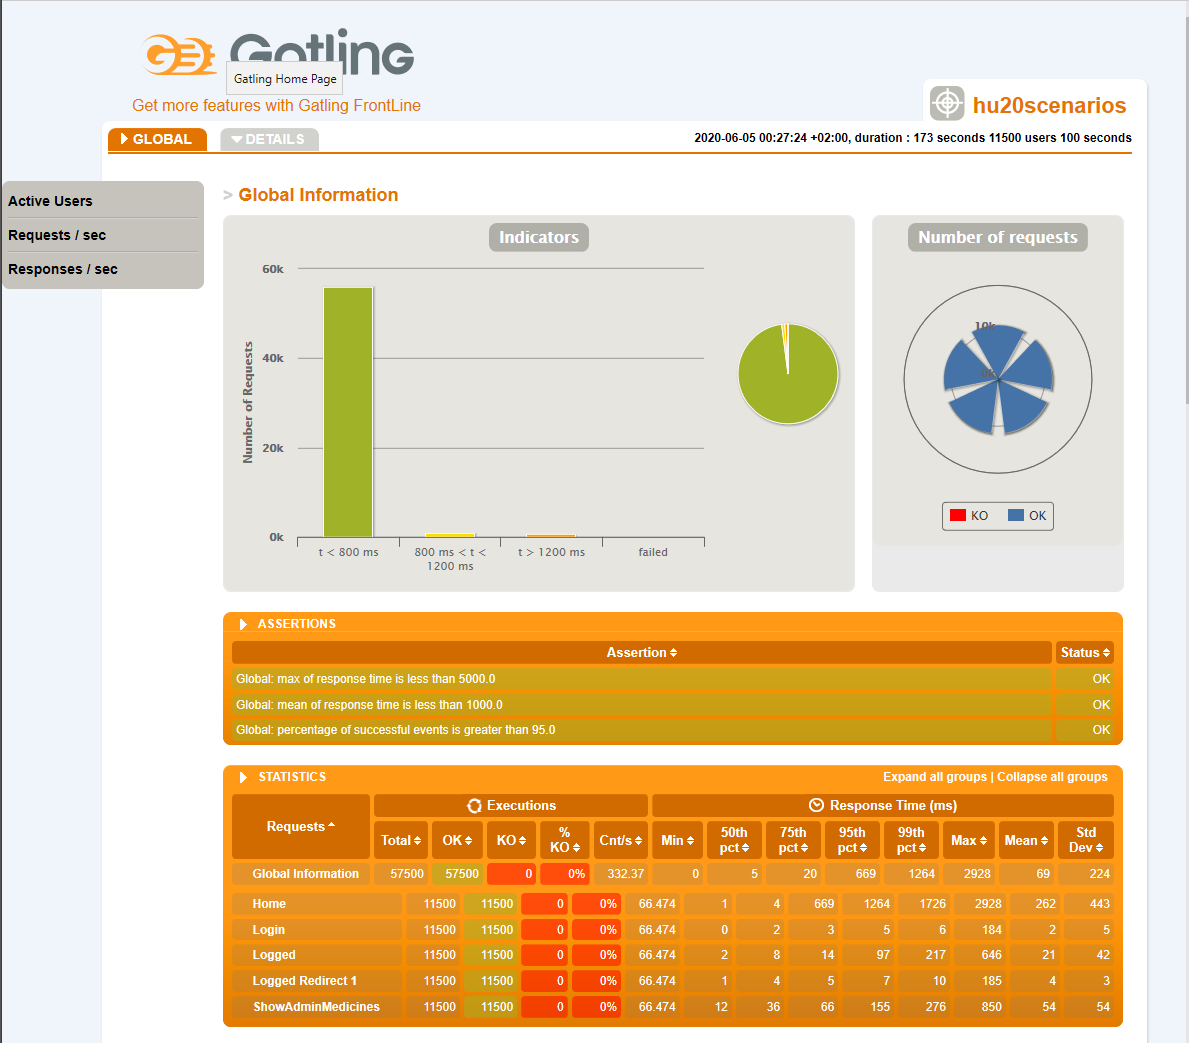 Gatling
Gatling Home Page
Get more features with Gatling FrontLine
hu20scenarios
GLOBAL
DETAILS
2020-06-05 00:27:24 +02:00, duration : 173 seconds 11500 users 100 seconds
Active Users
Requests / sec
Responses / sec
> Global Information
Indicators
60k
40k
20k
0k
Number of Requests
t < 800 ms
800 ms < t <
1200 ms
t > 1200 ms
failed
Number of requests
10k
0k
KO OK
ASSERTIONS
Assertion Status
Global: max of response time is less than 5000.0 OK
Global: mean of response time is less than 1000.0 OK
Global: percentage of successful events is greater than 95.0 OK
STATISTICS Expand all groups | Collapse all groups
Requests Executions Response Time (ms)
Total OK KO % KO Cnt/s Min 50th pct 75th pct 95th pct 99th pct Max Mean Std Dev
Global Information 57500 57500 0 0% 332.37 0 5 20 669 1264 2928 69 224
Home 11500 11500 0 0% 66.474 1 4 669 1264 1726 2928 262 443
Login 11500 11500 0 0% 66.474 0 2 3 5 6 184 2 5
Logged 11500 11500 0 0% 66.474 2 8 14 97 217 646 21 42
Logged Redirect 1 11500 11500 0 0% 66.474 1 4 5 7 10 185 4 3
ShowAdminMedicines 11500 11500 0 0% 66.474 12 36 66 155 276 850 54 54